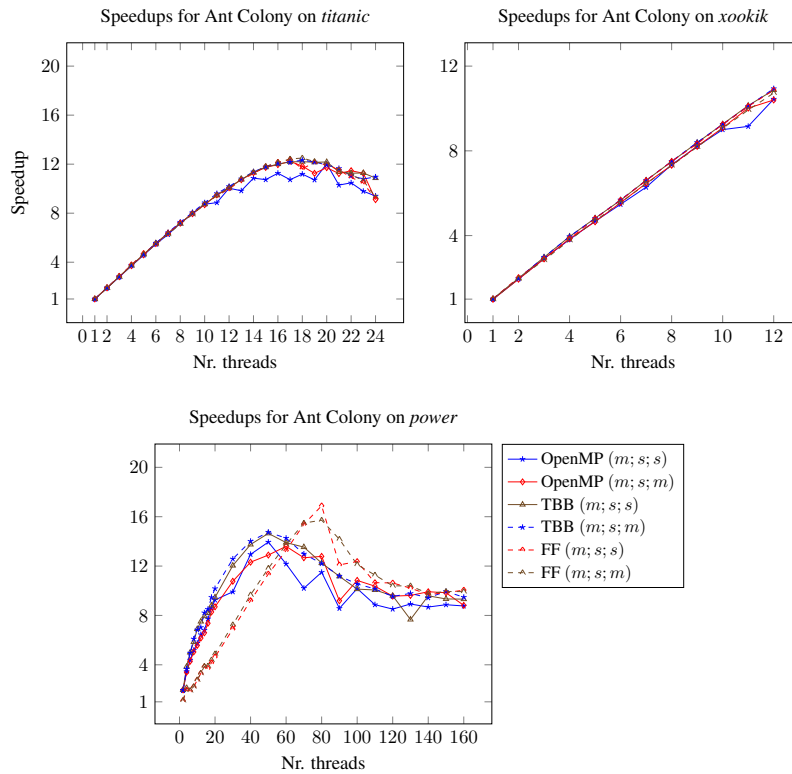 Speedups for Ant Colony on titanic
20
16
12
8
4
1
Speedup
0 1 2 4 6 8 10 12 14 16 18 20 22 24
Nr. threads
Speedups for Ant Colony on xookik
12
8
4
1
0 1 2 4 6 8 10 12
Nr. threads
Speedups for Ant Colony on power
20
16
12
8
4
1
0 20 40 60 80 100 120 140 160
Nr. threads
OpenMP (m; s; s)
OpenMP (m; s; m)
TBB (m; s; s)
TBB (m; s; m)
FF (m; s; s)
FF (m; s; m)